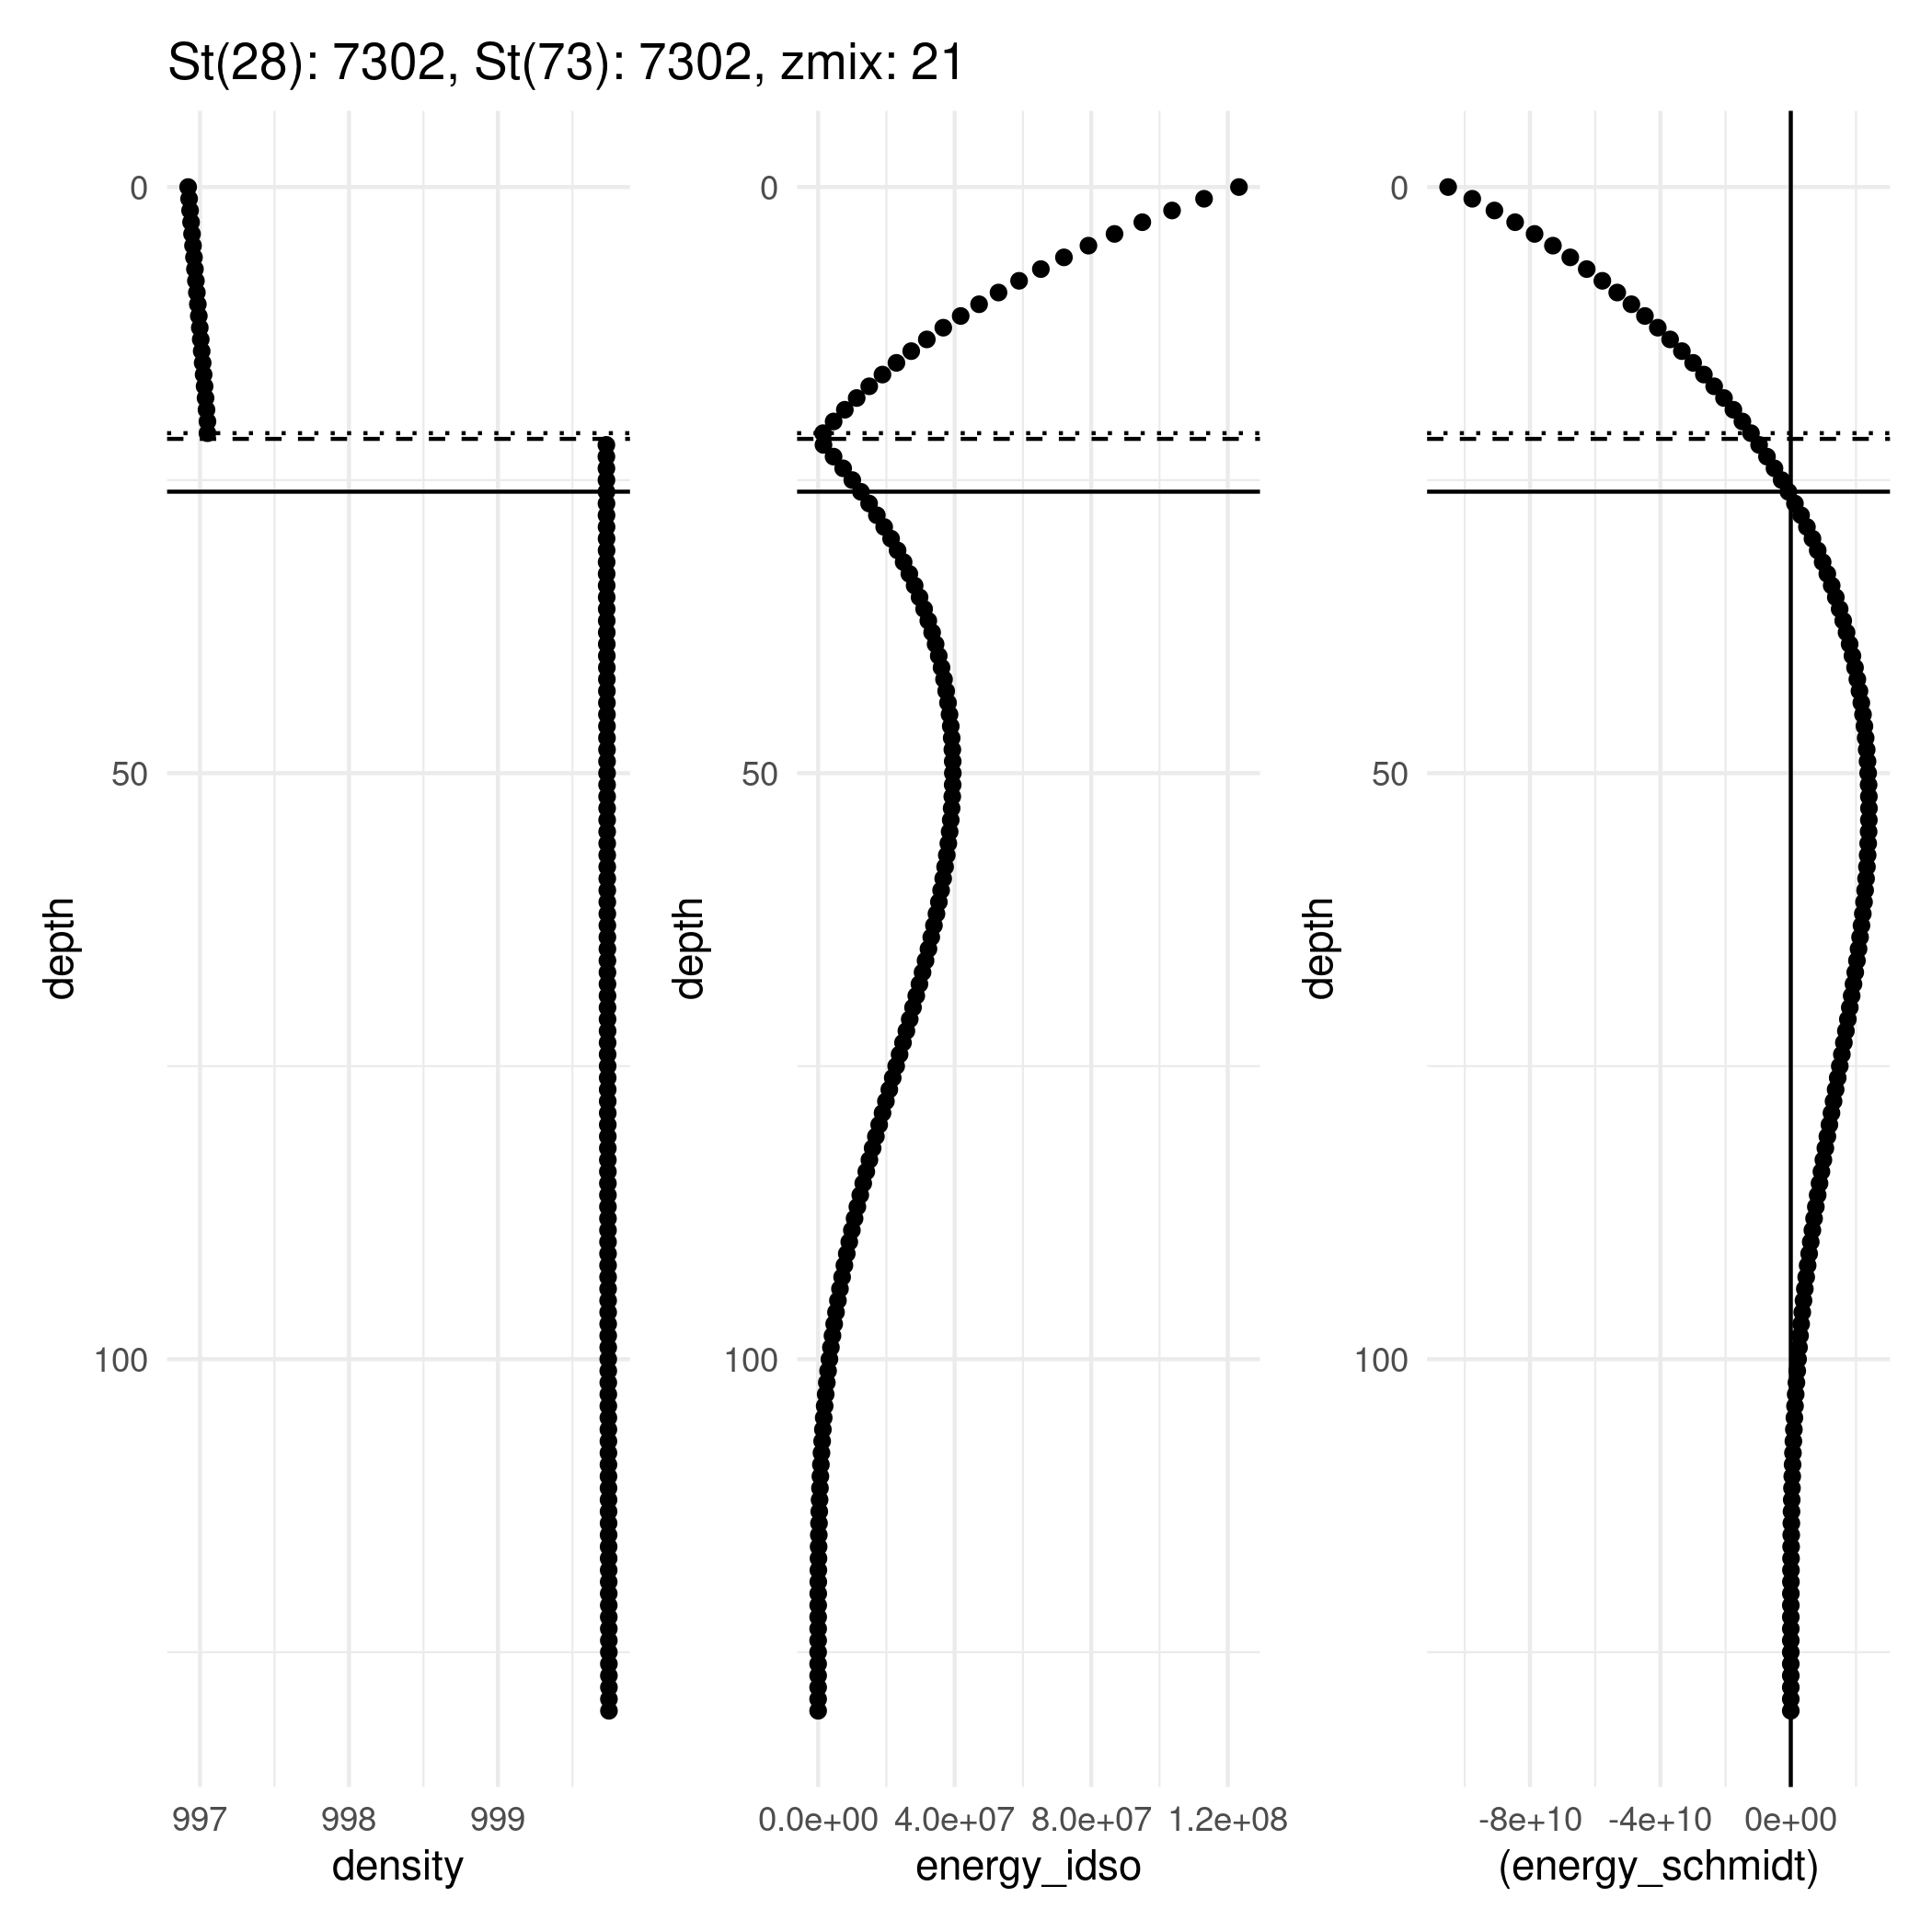 St(28): 7302, St(73): 7302, zmix: 21
0
50
100
depth
997 998 999
density
0
50
100
depth
0.0e+00 4.0e+07 8.0e+07 1.2e+08
energy_idso
0
50
100
depth
-8e+10 -4e+10 0e+00
(energy_schmidt)